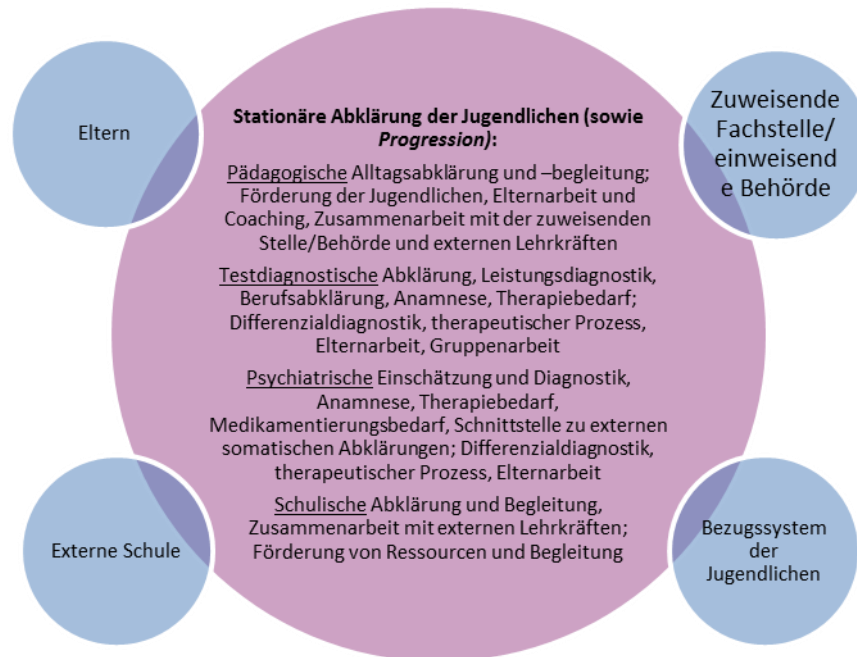 Eltern
Zuweisende
Fachstelle/
einweisend
e Behörde
Stationäre Abklärung der Jugendlichen (sowie
Progression):
Pädagogische Alltagsabklärung und –begleitung;
Förderung der Jugendlichen, Elternarbeit und
Coaching, Zusammenarbeit mit der zuweisenden
Stelle/Behörde und externen Lehrkräften
Testdiagnostische Abklärung, Leistungsdiagnostik,
Berufsabklärung, Anamnese, Therapiebedarf;
Differenzialdiagnostik, therapeutischer Prozess,
Elternarbeit, Gruppenarbeit
Psychiatrische Einschätzung und Diagnostik,
Anamnese, Therapiebedarf,
Medikamentierungsbedarf, Schnittstelle zu externen
somatischen Abklärungen; Differenzialdiagnostik,
therapeutischer Prozess, Elternarbeit
Schulische Abklärung und Begleitung,
Zusammenarbeit mit externen Lehrkräften;
Förderung von Ressourcen und Begleitung
Externe Schule
Bezugssystem
der
Jugendlichen